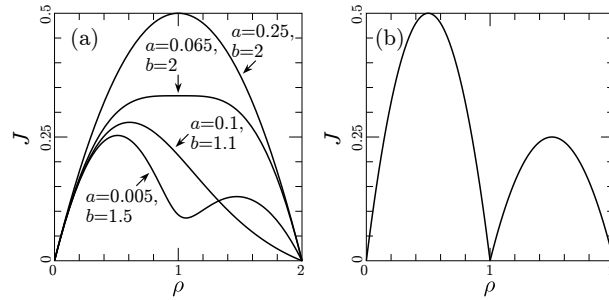 0.5
(a)
a=0.25,
b=2
a=0.065,
b=2
J
0.25
a=0.1,
b=1.1
a=0.005,
b=1.5
0
0
1
2
ρ
0.5
(b)
J
0.25
0
0
1
ρ